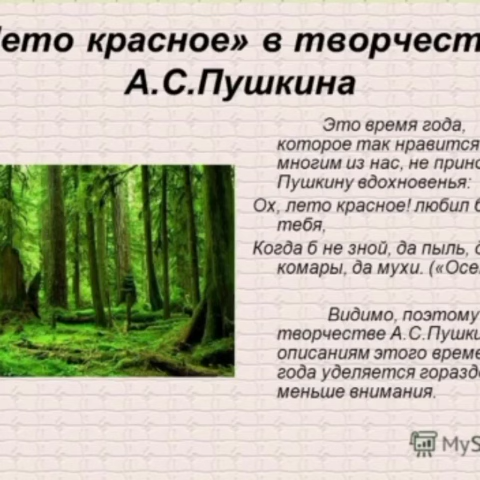 ето красное» в творчест
А.С.Пушкина
Это время года,
которое так нравится
многим из нас, не прино
Пушкину вдохновенья:
Ох, лето красное! любил б
тебя,
Когда б не зной, да пыль, д
комары, да мухи. («Осе
Видимо, поэтому
творчестве А.С.Пушки
описаниям этого време
года уделяется горазд
меньше внимания.
MyS